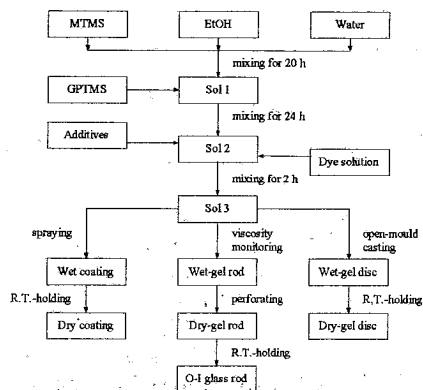 MTMS EtOH Water
mixing for 20 h
GPTMS Sol 1
mixing for 24 h
Additives
Sol 2
Dye solution
mixing for 2 h
Sol 3
spraying viscosity monitoring open-mould casting
Wet coating Wet-gel rod Wet-gel disc
R.T.-holding perforating R.T.-holding
Dry coating Dry-gel rod Dry-gel disc
R.T.-holding
O-I glass rod